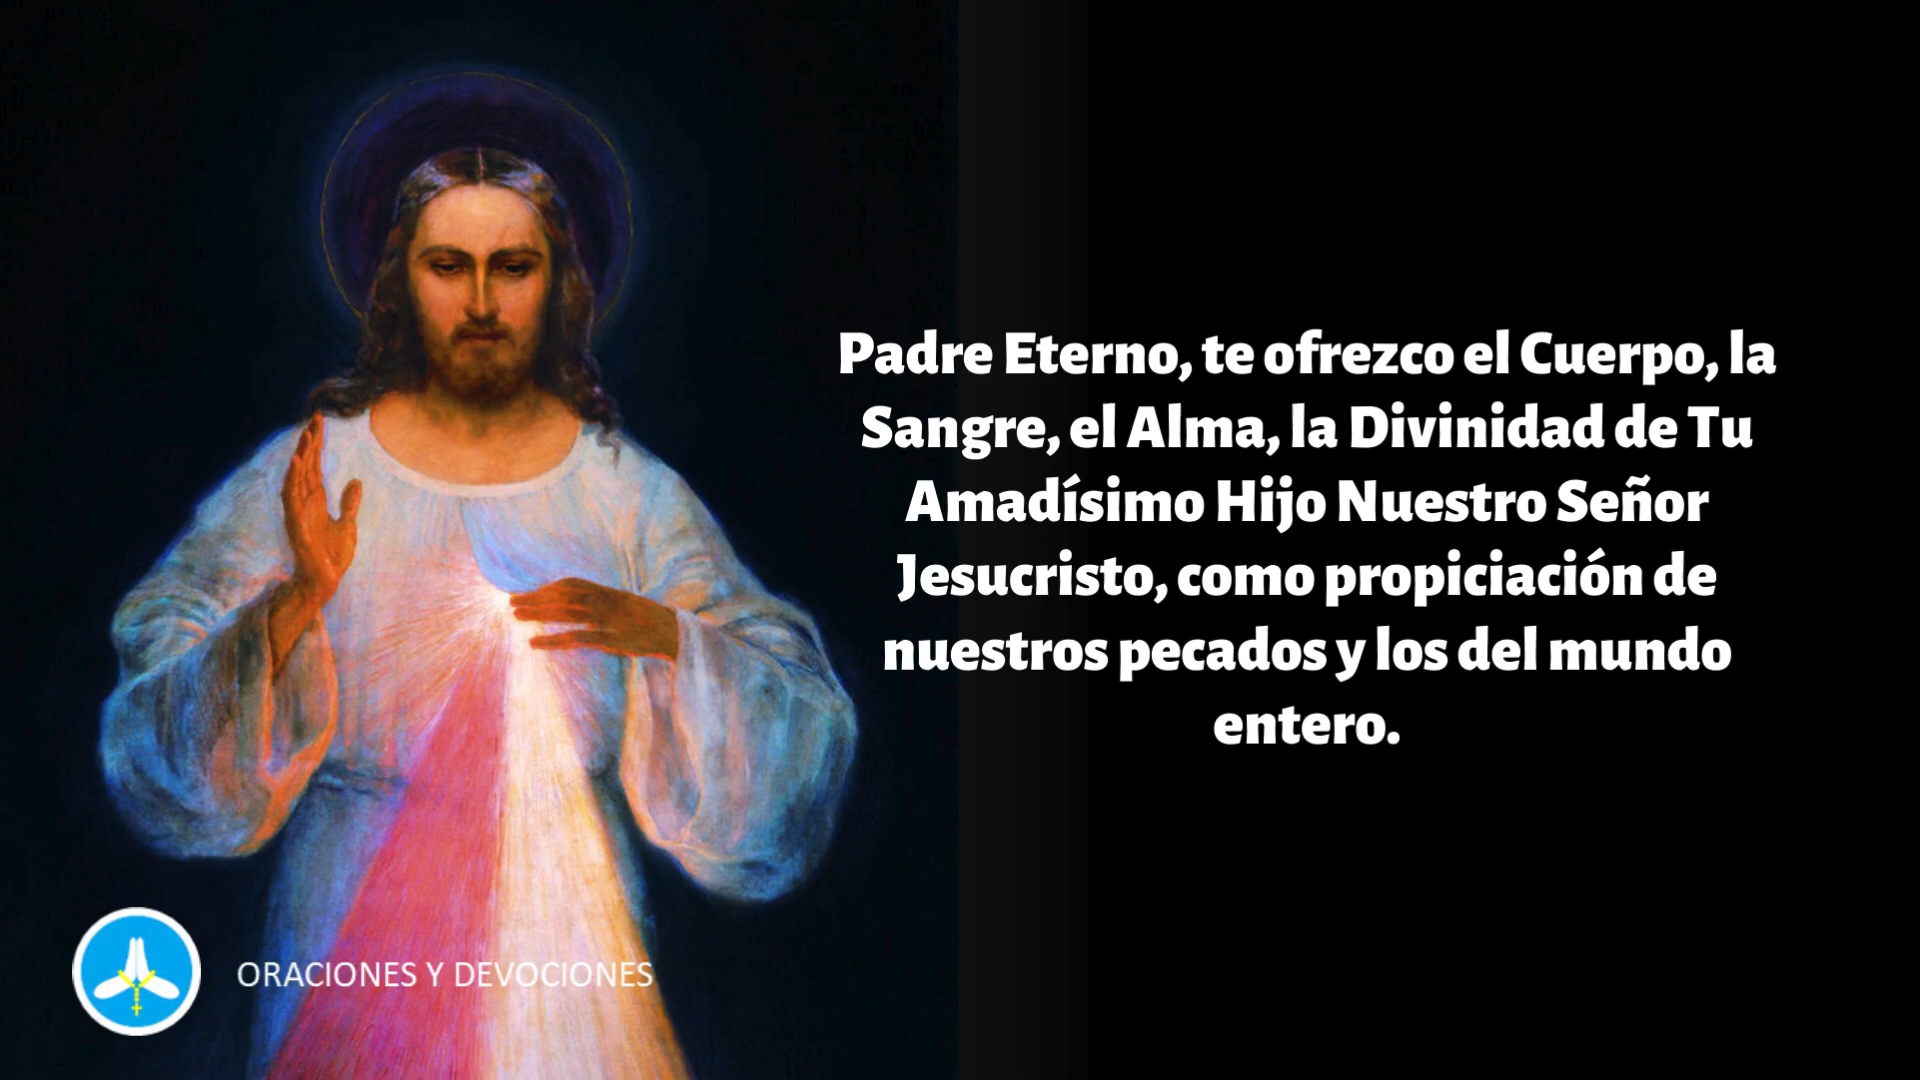 Padre Eterno, te ofrezco el Cuerpo, la
Sangre, el Alma, la Divinidad de Tu
Amadísimo Hijo Nuestro Señor
Jesucristo, como propiciación de
nuestros pecados y los del mundo
entero.
ORACIONES Y DEVOCIONES